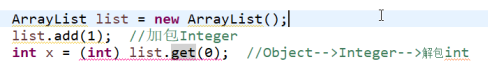 ArrayList list = new ArrayList();
list.add(1);  //加包Integer
int x = (int) list.get(0);  //Object-->Integer-->解包int